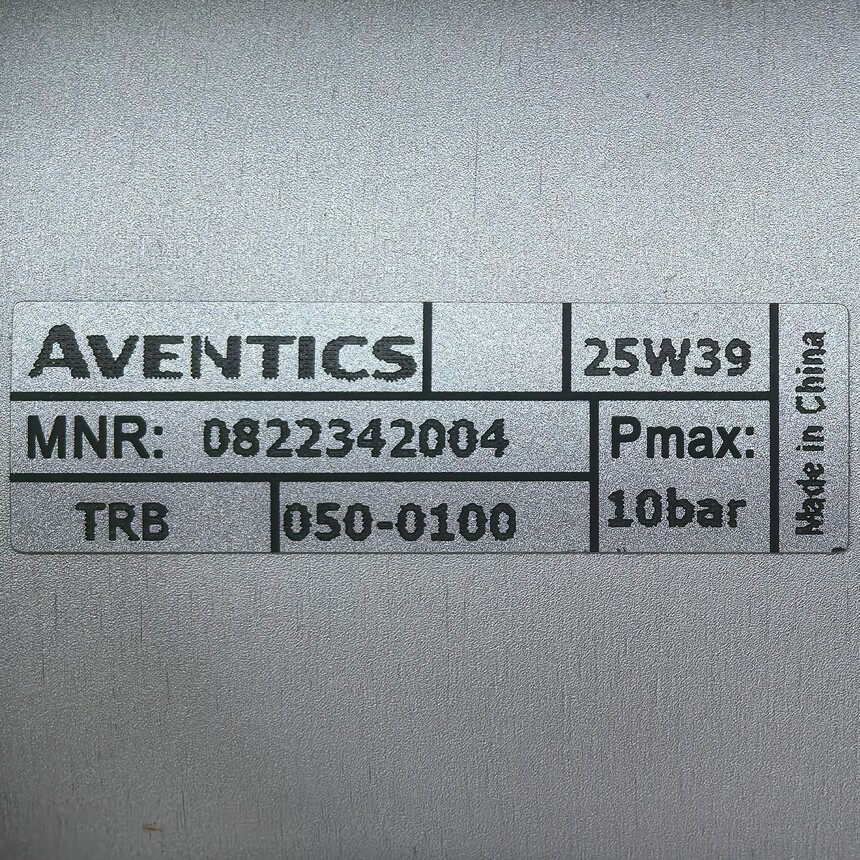 AVENTICS
25W39
MNR: 0822342004
Pmax:
10bar
TRB
050-0100
Made in China